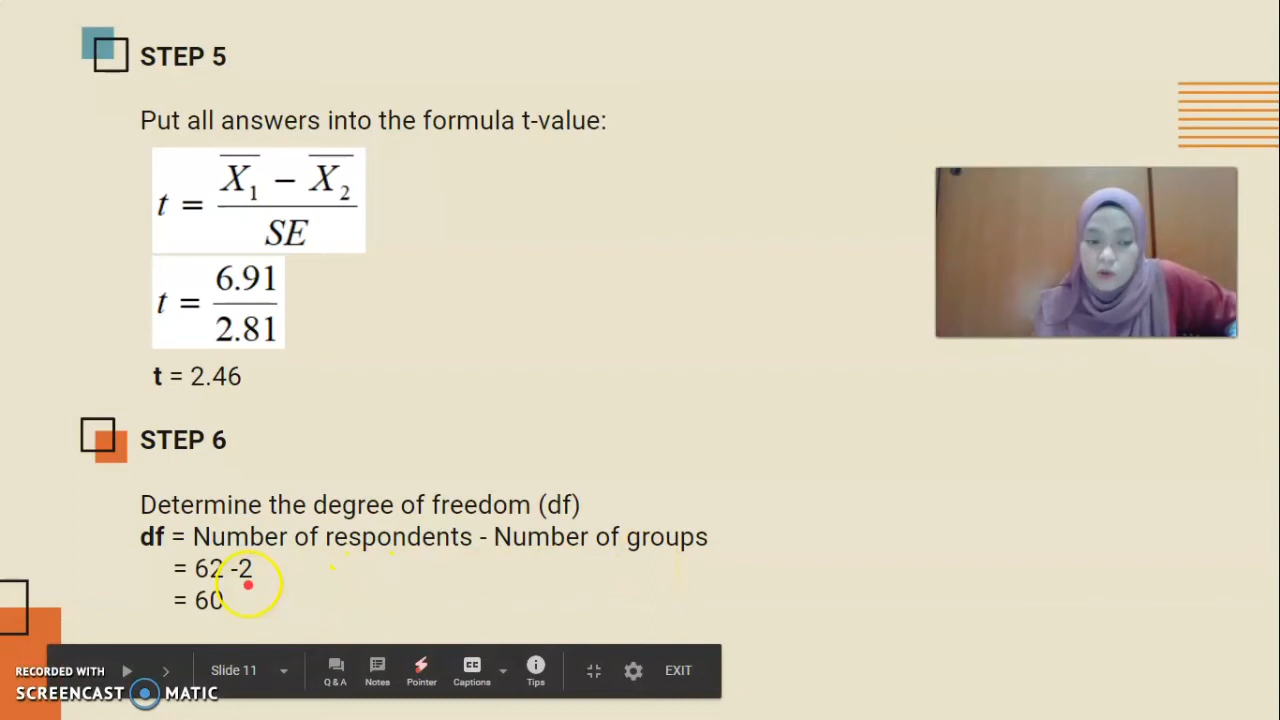 STEP 5
Put all answers into the formula t-value:
t = (X̅₁ − X̅₂) / SE
t = 6.91 / 2.81
t = 2.46
STEP 6
Determine the degree of freedom (df)
df = Number of respondents - Number of groups
= 62 -2
= 60
RECORDED WITH
SCREENCAST MATIC
Slide 11
Q & A
Notes
Pointer
CC
Captions
Tips
EXIT